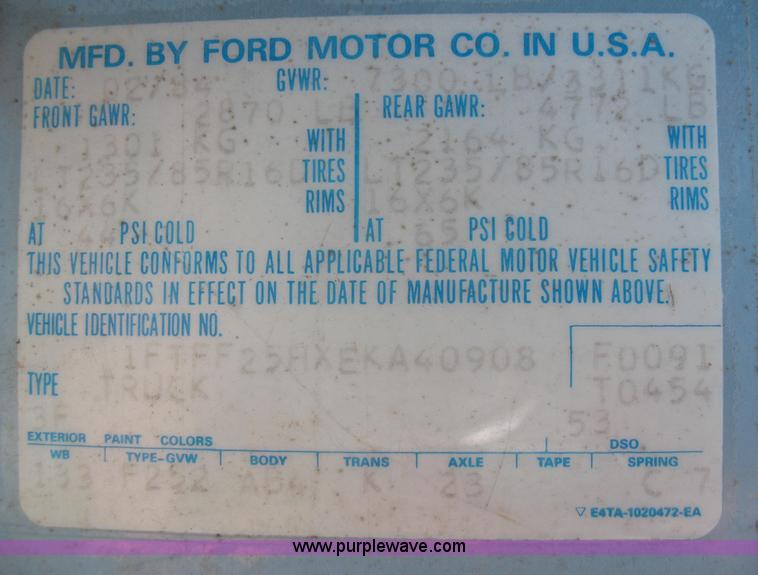 MFD. BY FORD MOTOR CO. IN U.S.A.
DATE: 02/84 GVWR: 7300 LB/3311KG
FRONT GAWR: 2870 LB REAR GAWR: 4772 LB
1301 KG WITH 2164 KG WITH
LT235/85R16D TIRES LT235/85R16D TIRES
16X6K RIMS 16X6K RIMS
AT 44 PSI COLD AT 65 PSI COLD
THIS VEHICLE CONFORMS TO ALL APPLICABLE FEDERAL MOTOR VEHICLE SAFETY
STANDARDS IN EFFECT ON THE DATE OF MANUFACTURE SHOWN ABOVE.
VEHICLE IDENTIFICATION NO.
1FTFF25HXEKA40908 F0091
TYPE TRUCK T0454
53
EXTERIOR PAINT COLORS DSO
WB TYPE-GVW BODY TRANS AXLE TAPE SPRING
133 F252 K 23 C 7
▽ E4TA-1020472-EA
www.purplewave.com